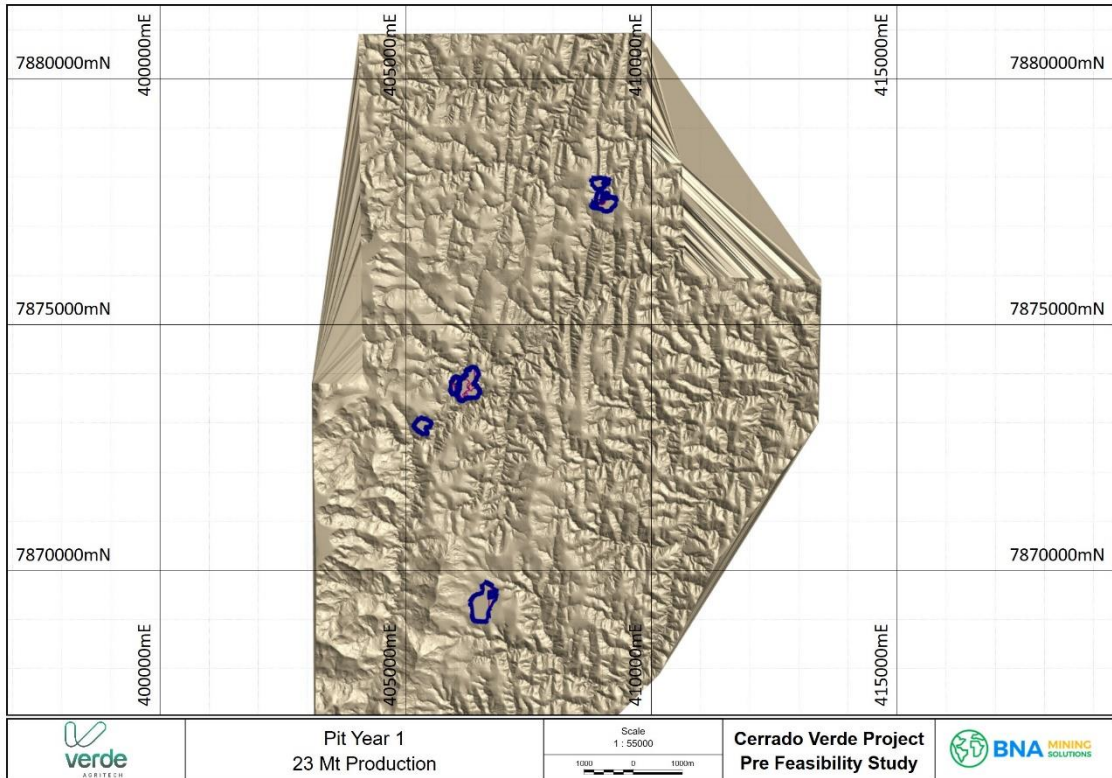 400000mE
405000mE
410000mE
415000mE
7880000mN
7880000mN
7875000mN
7875000mN
7870000mN
7870000mN
400000mE
405000mE
410000mE
415000mE
verde
AGRITECH
Pit Year 1
23 Mt Production
Scale
1 : 55000
1000 0 1000m
Cerrado Verde Project
Pre Feasibility Study
BNA MINING SOLUTIONS